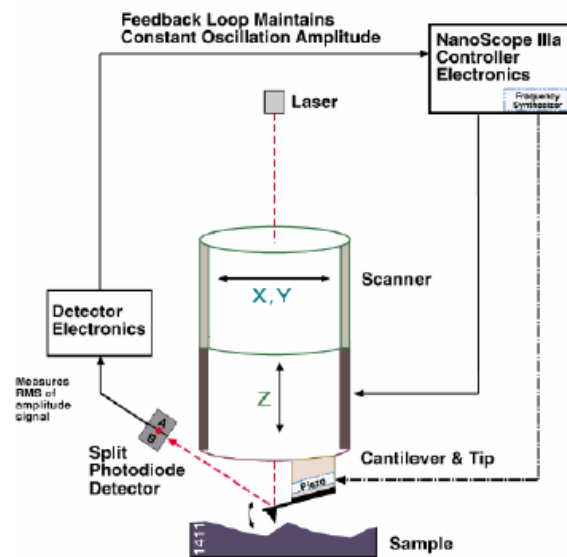 Feedback Loop Maintains
Constant Oscillation Amplitude
NanoScope IIIa
Controller
Electronics
Frequency
Synthesizer
Laser
X, Y
Scanner
Detector
Electronics
Z
Measures
RMS of
amplitude
signal
A
B
Split
Photodiode
Detector
Cantilever & Tip
Piezo
1411
Sample